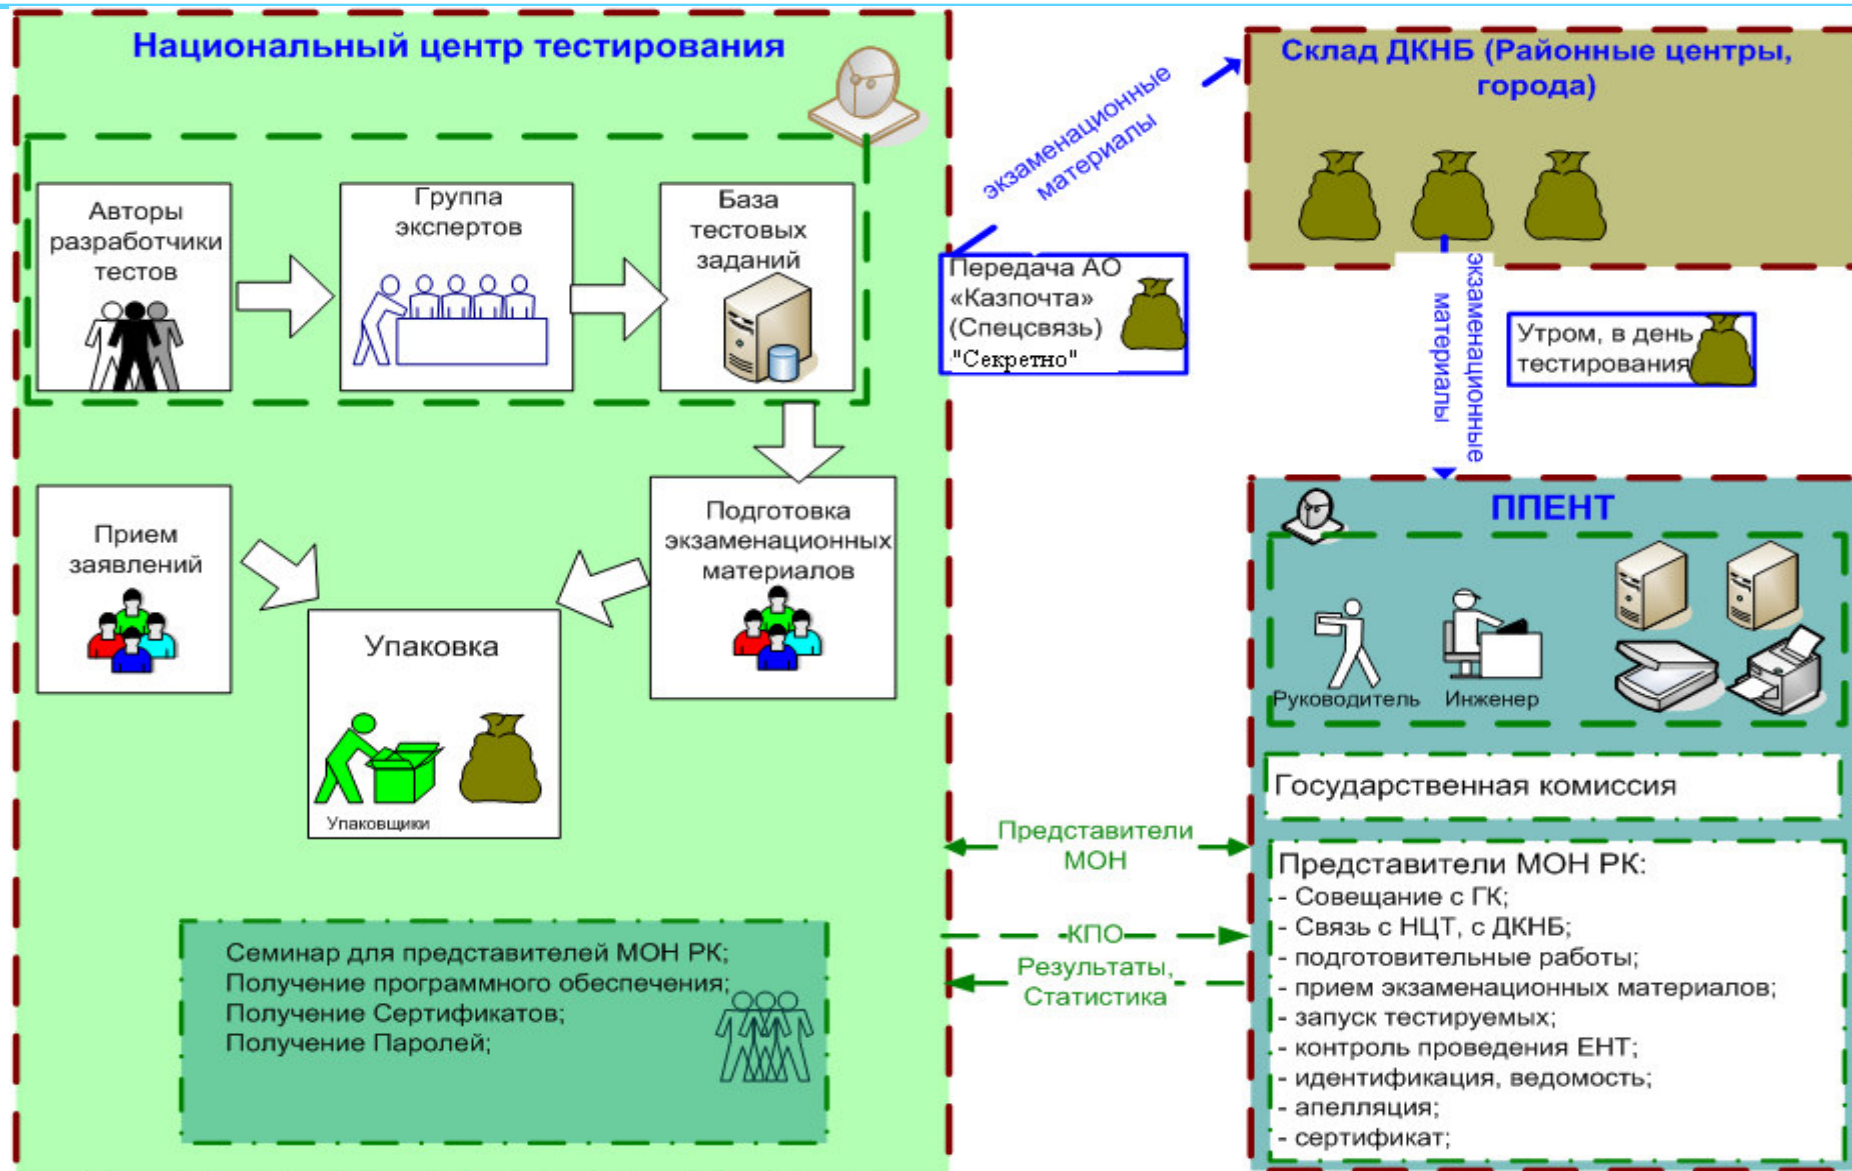 Национальный центр тестирования
Авторы
разработчики
тестов
Группа
экспертов
База
тестовых
заданий
Прием
заявлений
Подготовка
экзаменационных
материалов
Упаковка
Упаковщики
Семинар для представителей МОН РК;
Получение программного обеспечения;
Получение Сертификатов;
Получение Паролей;
экзаменационные
материалы
Передача АО
«Казпочта»
(Спецсвязь)
"Секретно"
Склад ДКНБ (Районные центры,
города)
экзаменационные
материалы
Утром, в день
тестирования
Представители
МОН
КПО
Результаты,
Статистика
ППЕНТ
Руководитель
Инженер
Государственная комиссия
Представители МОН РК:
- Совещание с ГК;
- Связь с НЦТ, с ДКНБ;
- подготовительные работы;
- прием экзаменационных материалов;
- запуск тестируемых;
- контроль проведения ЕНТ;
- идентификация, ведомость;
- апелляция;
- сертификат;